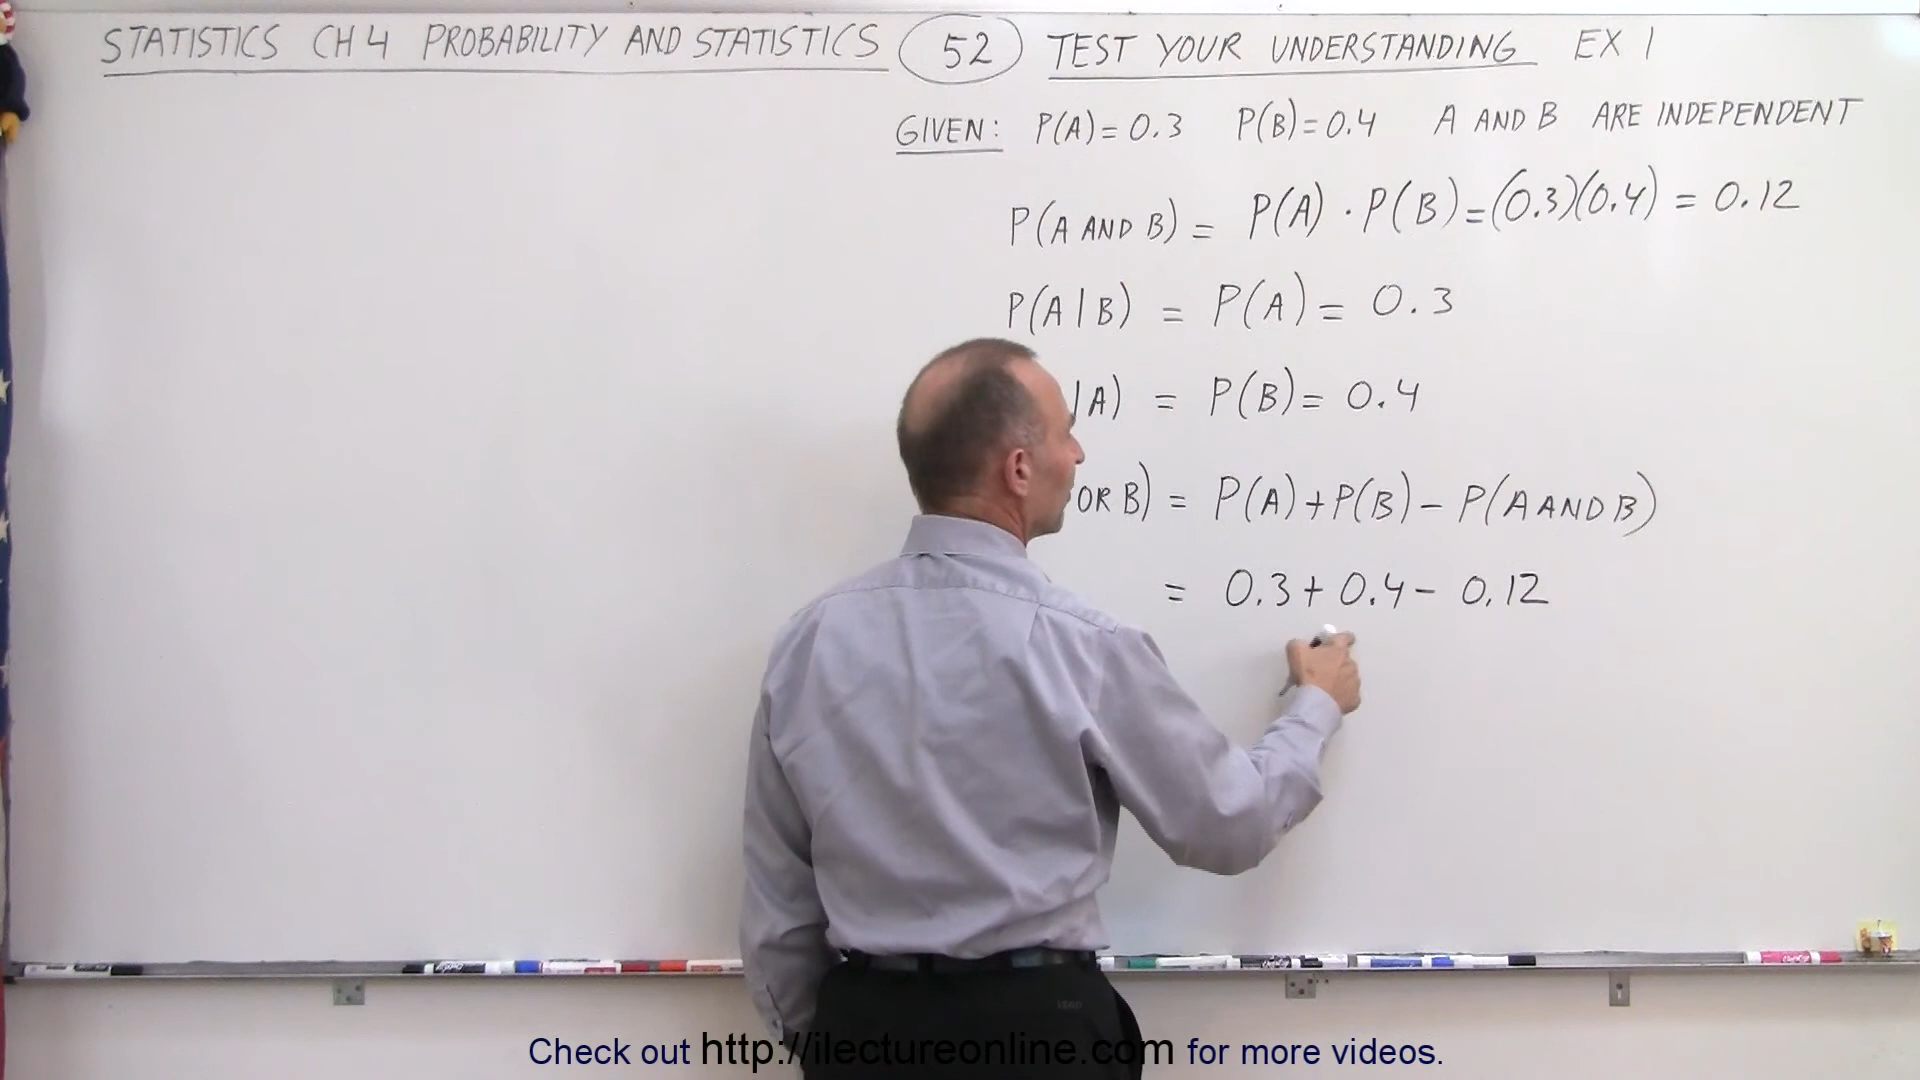 STATISTICS CH 4 PROBABILITY AND STATISTICS 52 TEST YOUR UNDERSTANDING EX 1
GIVEN: P(A) = 0.3 P(B) = 0.4 A AND B ARE INDEPENDENT
P(A AND B) = P(A) · P(B) = (0.3)(0.4) = 0.12
P(A|B) = P(A) = 0.3
|A) = P(B) = 0.4
OR B) = P(A) + P(B) - P(A AND B)
= 0.3 + 0.4 - 0.12
Check out http://ilectureonline.com for more videos.